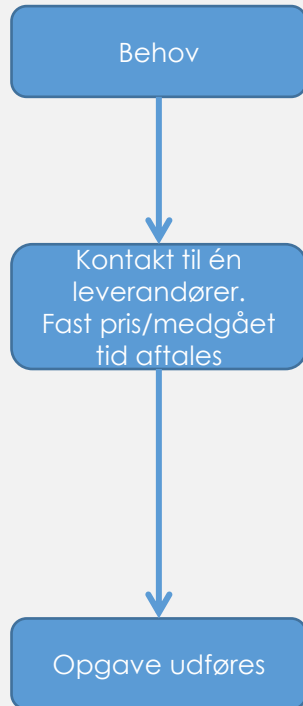 Behov
Kontakt til én
leverandører.
Fast pris/medgået
tid aftales
Opgave udføres